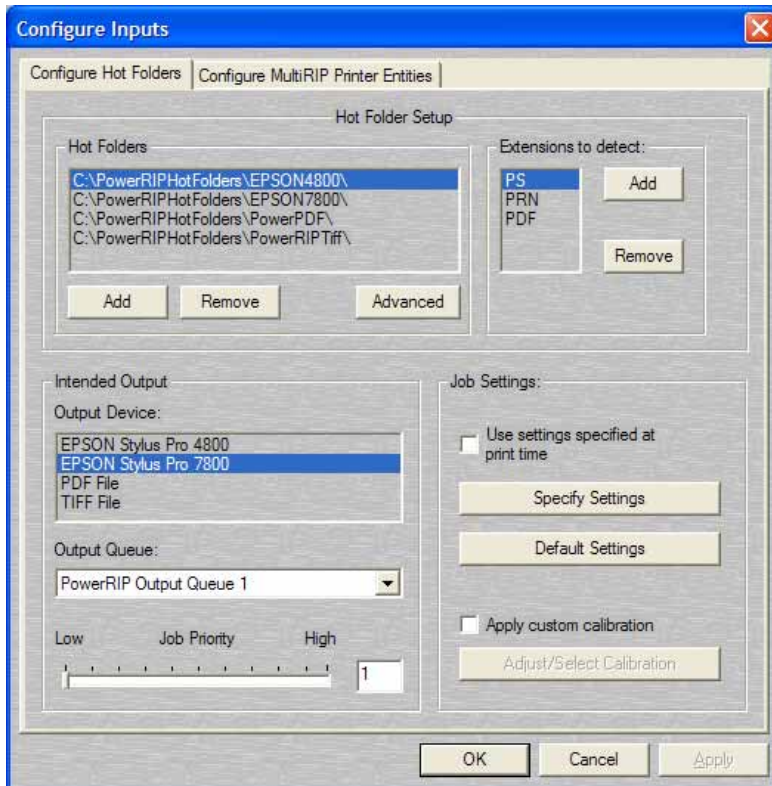 Configure Inputs
Configure Hot Folders
Configure MultiRIP Printer Entities
Hot Folder Setup
Hot Folders
C:\PowerRIPHotFolders\EPSON4800\
C:\PowerRIPHotFolders\EPSON7800\
C:\PowerRIPHotFolders\PowerPDF\
C:\PowerRIPHotFolders\PowerRIPTiff\
Add
Remove
Advanced
Extensions to detect:
PS
PRN
PDF
Add
Remove
Intended Output
Output Device:
EPSON Stylus Pro 4800
EPSON Stylus Pro 7800
PDF File
TIFF File
Output Queue:
PowerRIP Output Queue 1
Low
Job Priority
High
1
Job Settings:
Use settings specified at
print time
Specify Settings
Default Settings
Apply custom calibration
Adjust/Select Calibration
OK
Cancel
Apply